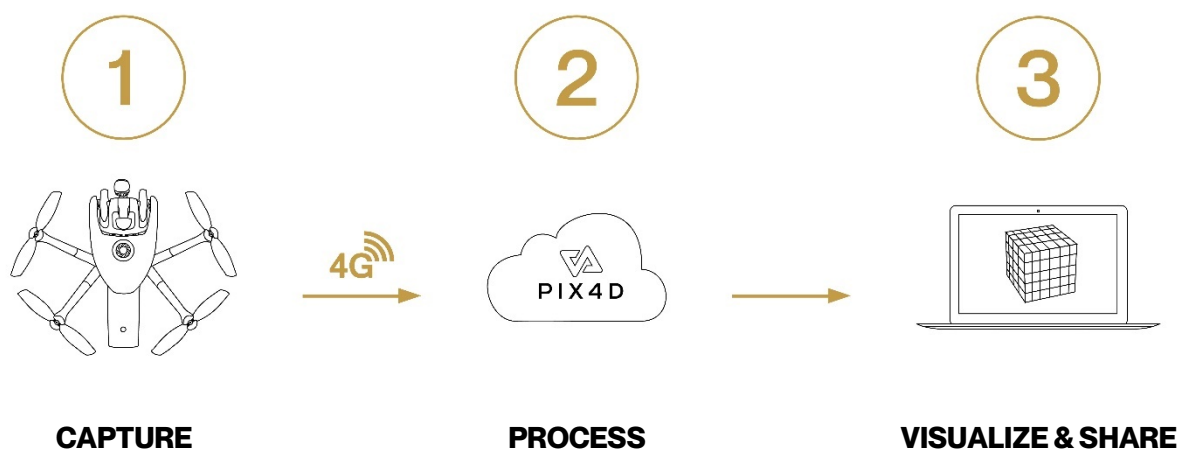 1
2
3
4G
PIX4D
CAPTURE
PROCESS
VISUALIZE & SHARE